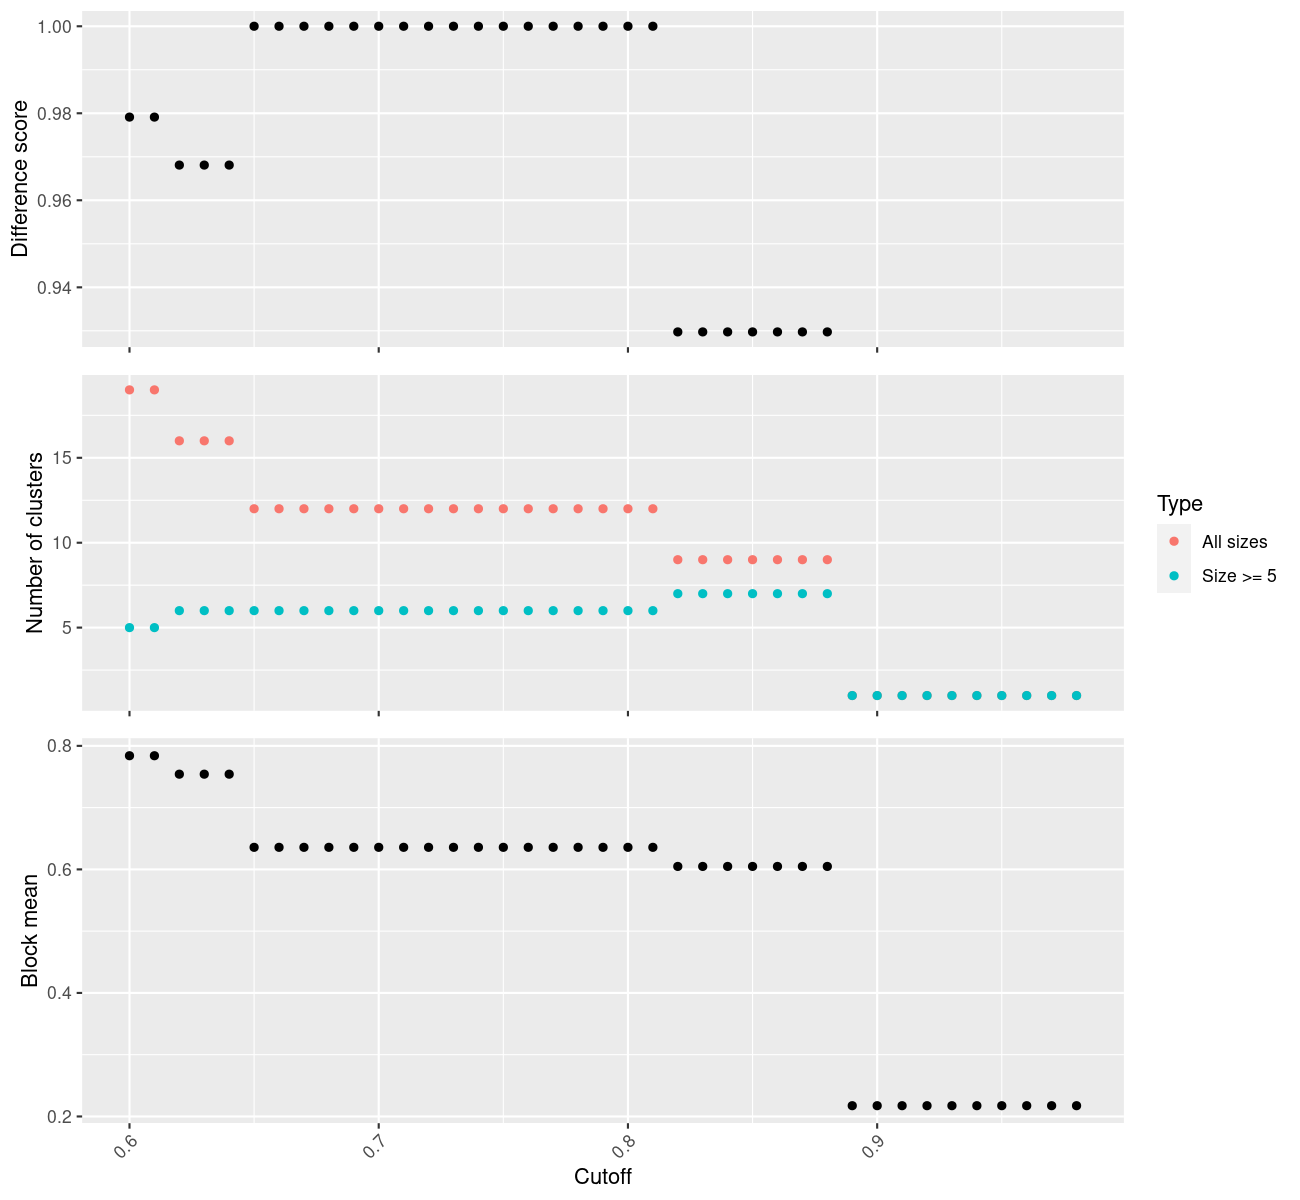 Difference score
1.00
0.98
0.96
0.94
Number of clusters
15
10
5
Type
All sizes
Size >= 5
Block mean
0.8
0.6
0.4
0.2
0.6
0.7
0.8
0.9
Cutoff